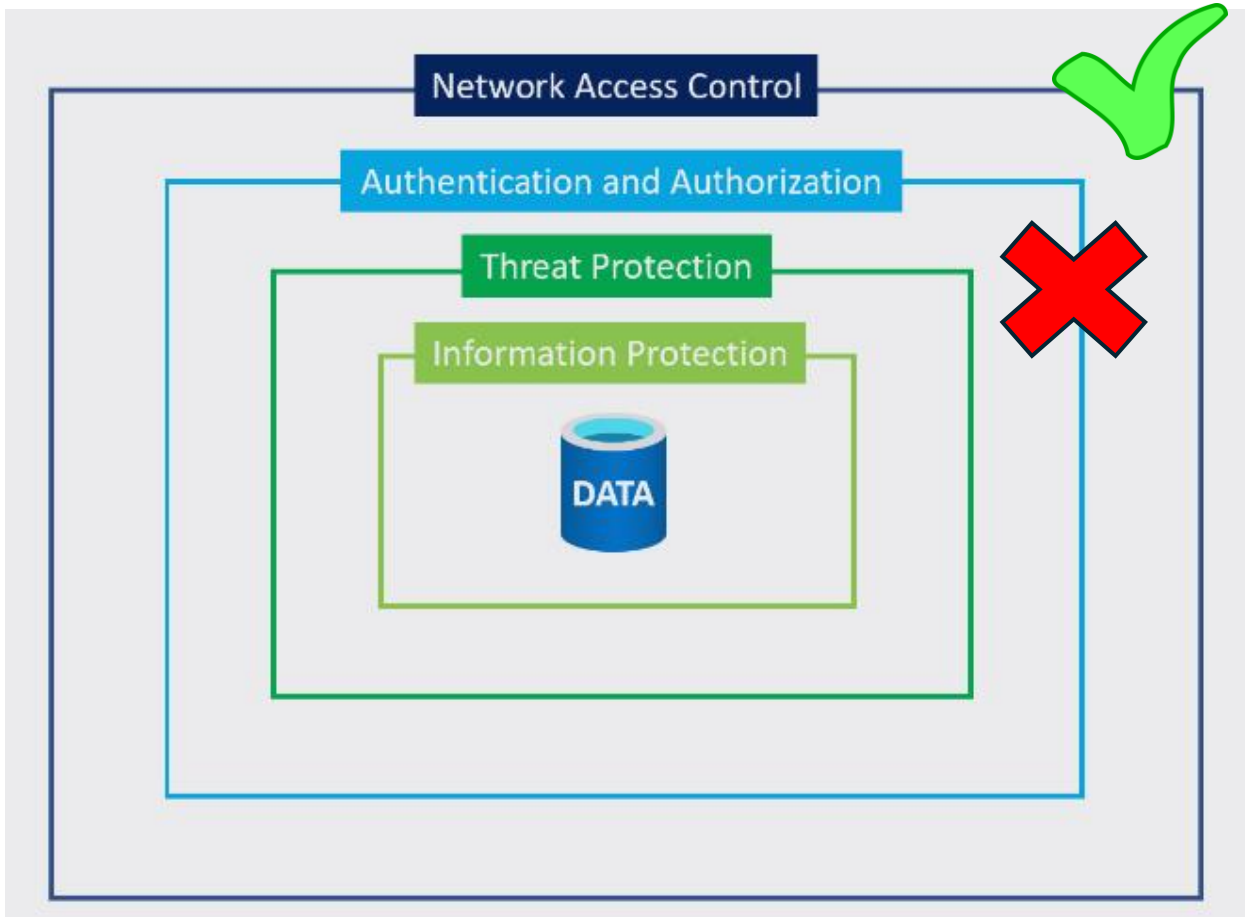 Network Access Control
Authentication and Authorization
Threat Protection
Information Protection
DATA